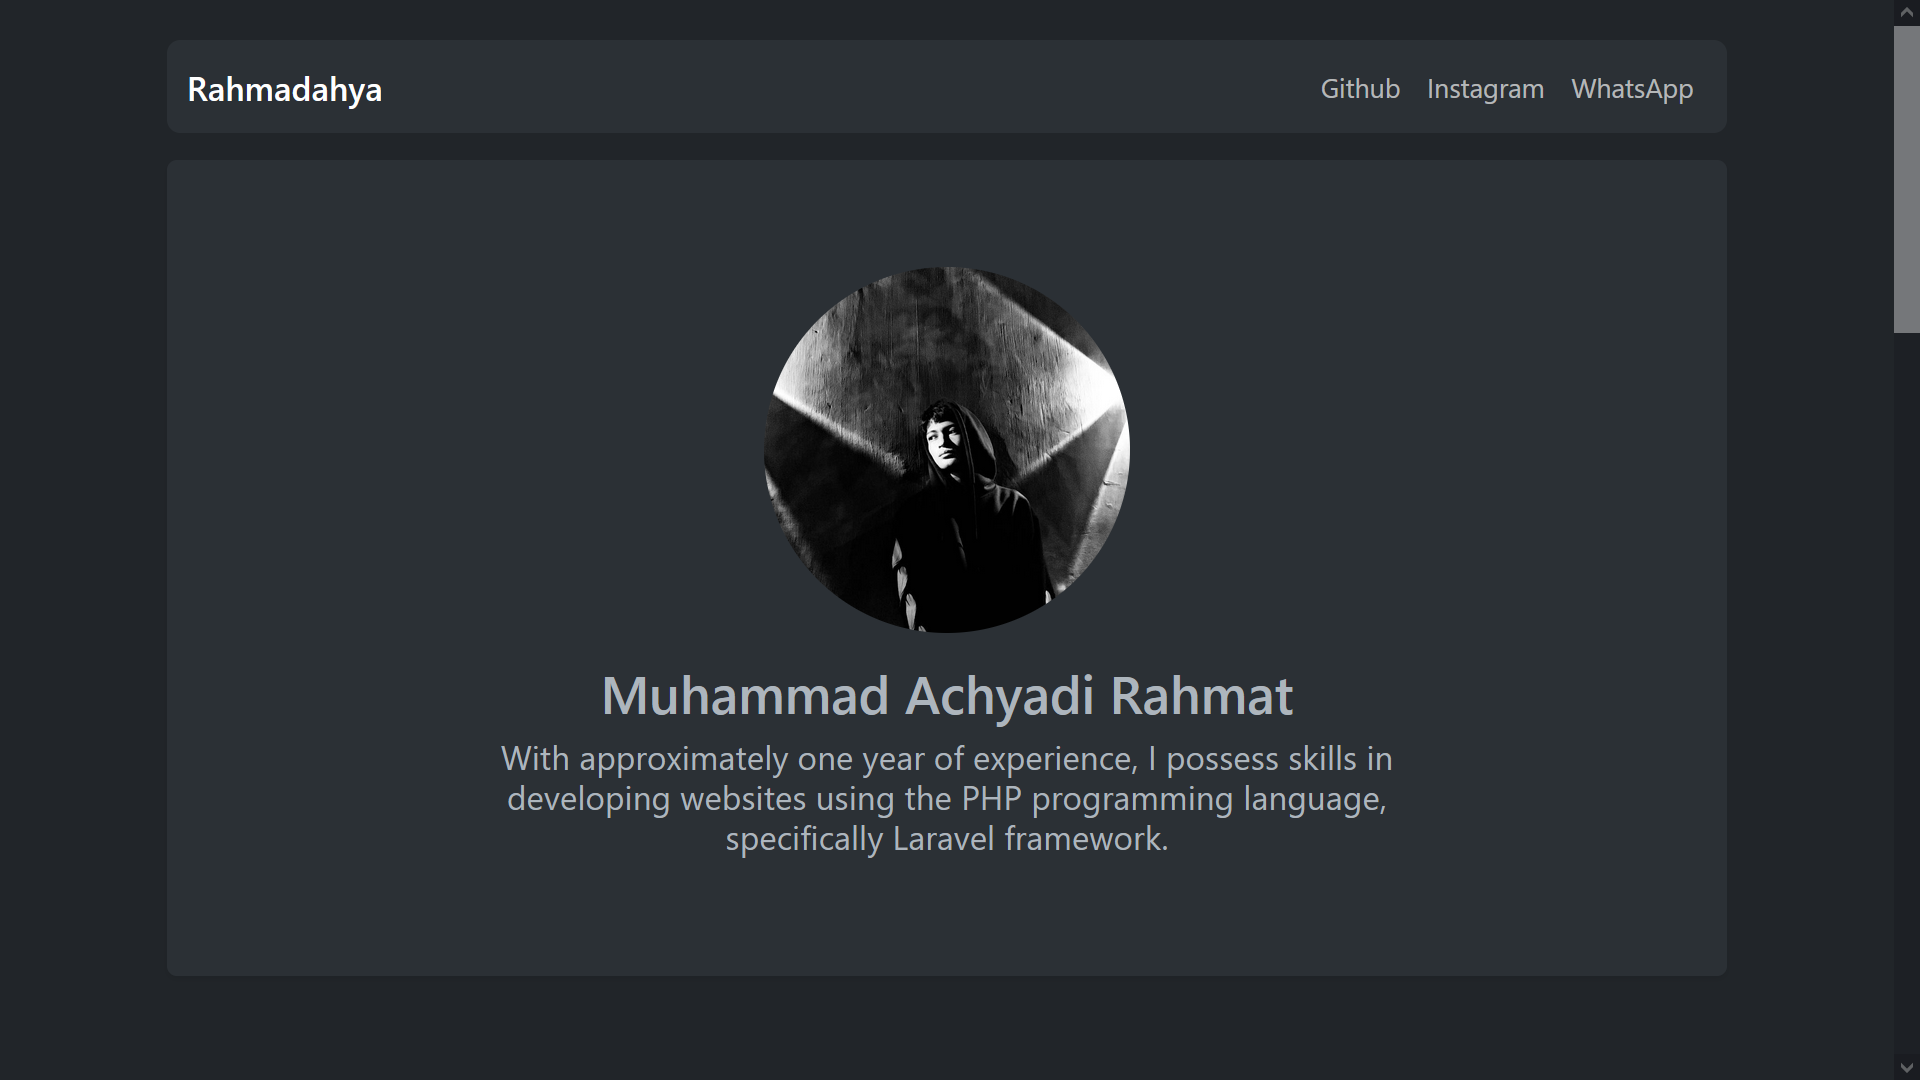 Rahmadahya
Github Instagram WhatsApp
Muhammad Achyadi Rahmat
With approximately one year of experience, I possess skills in
developing websites using the PHP programming language,
specifically Laravel framework.